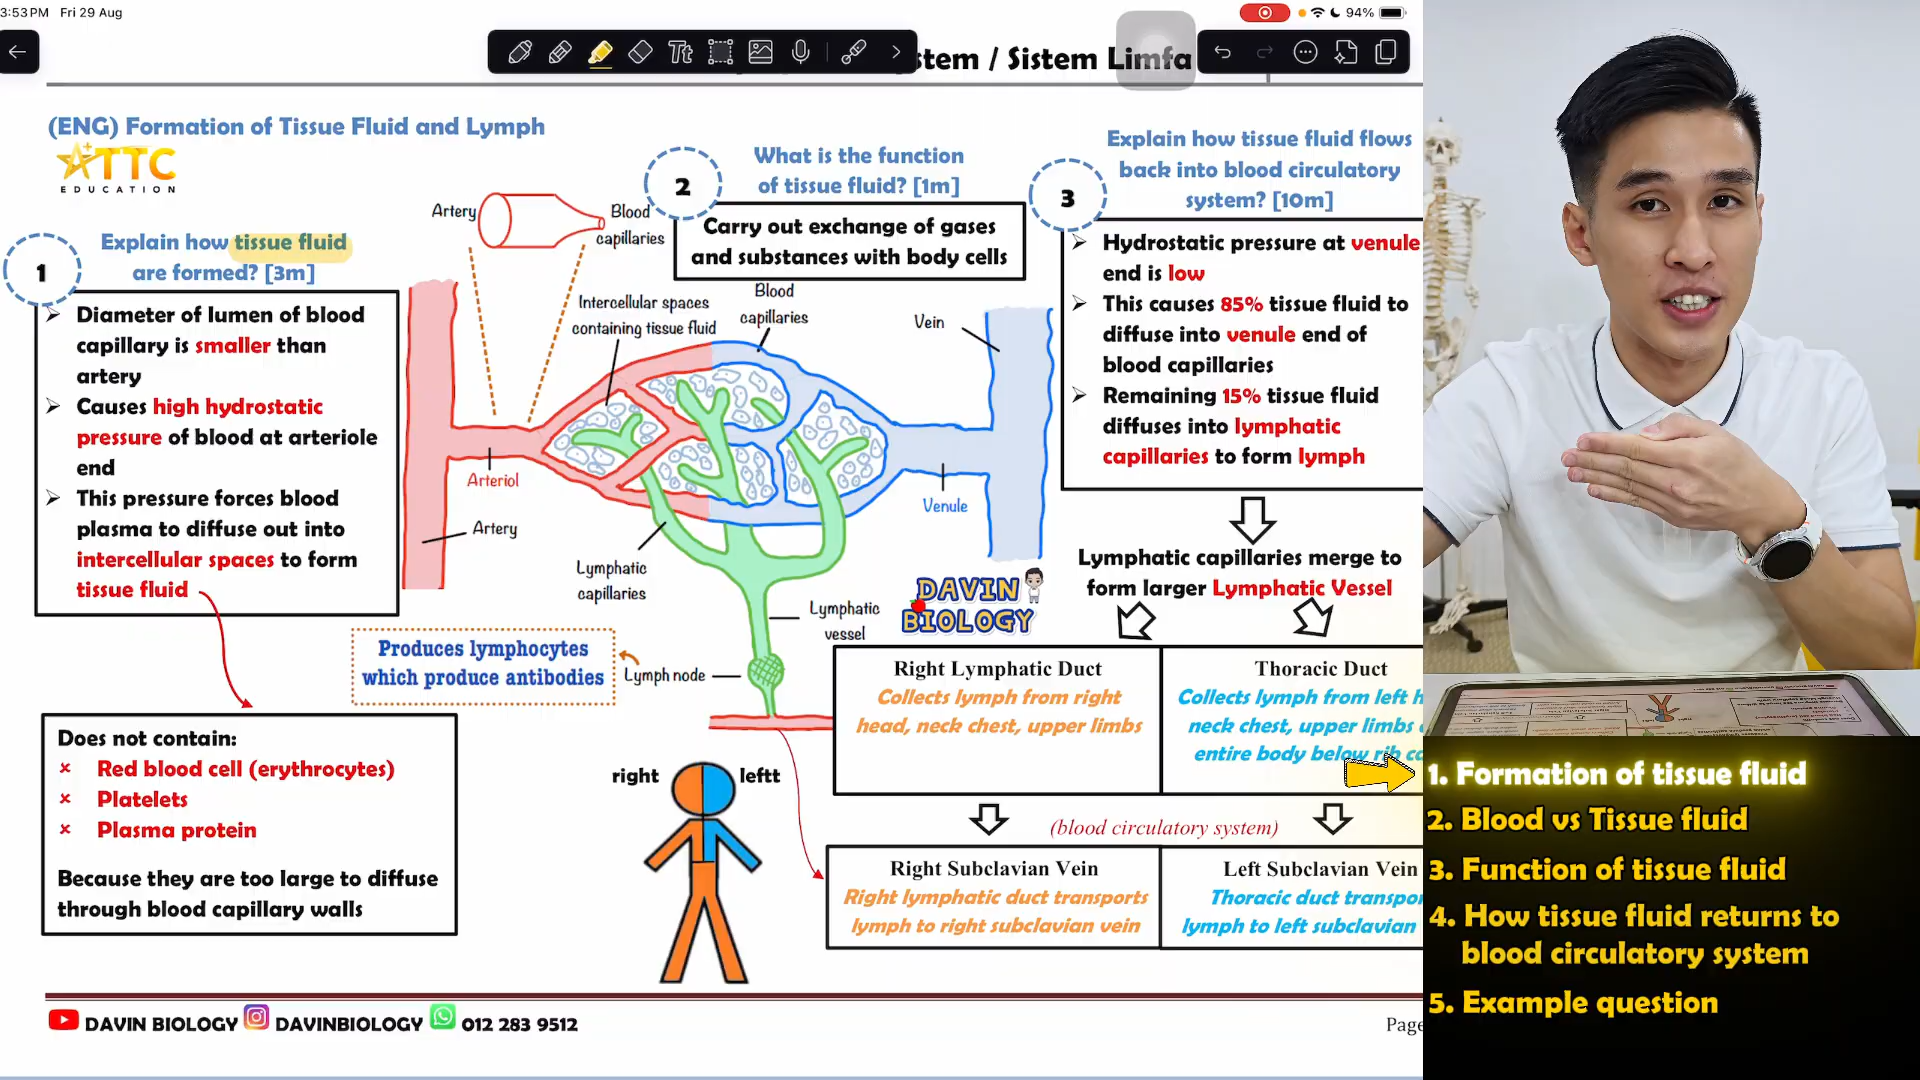 3:53 PM Fri 29 Aug
94%
stem / Sistem Limfa
Tt
(ENG) Formation of Tissue Fluid and Lymph
ATTC
EDUCATION
1
Explain how tissue fluid
are formed? [3m]
Diameter of lumen of blood
capillary is smaller than
artery
Causes high hydrostatic
pressure of blood at arteriole
end
This pressure forces blood
plasma to diffuse out into
intercellular spaces to form
tissue fluid
Does not contain:
Red blood cell (erythrocytes)
Platelets
Plasma protein
Because they are too large to diffuse
through blood capillary walls
Artery
Blood
capillaries
2
What is the function
of tissue fluid? [1m]
Carry out exchange of gases
and substances with body cells
Intercellular spaces
containing tissue fluid
Blood
capillaries
Vein
Arteriol
Artery
Venule
Lymphatic
capillaries
Lymphatic
vessel
Lymph node
Produces lymphocytes
which produce antibodies
DAVIN
BIOLOGY
right
leftt
3
Explain how tissue fluid flows
back into blood circulatory
system? [10m]
Hydrostatic pressure at venule
end is low
This causes 85% tissue fluid to
diffuse into venule end of
blood capillaries
Remaining 15% tissue fluid
diffuses into lymphatic
capillaries to form lymph
Lymphatic capillaries merge to
form larger Lymphatic Vessel
Right Lymphatic Duct
Collects lymph from right
head, neck chest, upper limbs
Thoracic Duct
Collects lymph from left h
neck chest, upper limbs
entire body below rib ca
(blood circulatory system)
Right Subclavian Vein
Right lymphatic duct transports
lymph to right subclavian vein
Left Subclavian Vein
Thoracic duct transpo
lymph to left subclavian
DAVIN BIOLOGY DAVINBIOLOGY 012 283 9512
Page
1. Formation of tissue fluid
2. Blood vs Tissue fluid
3. Function of tissue fluid
4. How tissue fluid returns to
blood circulatory system
5. Example question